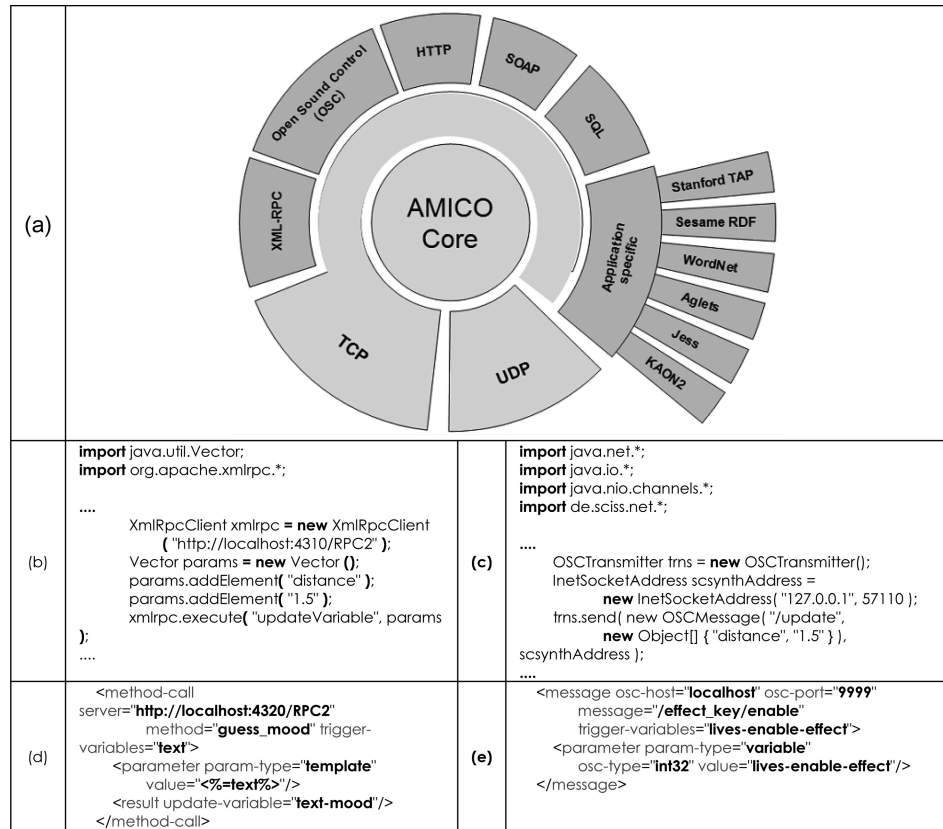 (a)
HTTP
SOAP
SQL
Open Sound Control
(OSC)
XML-RPC
AMICO
Core
TCP
UDP
Application
specific
Stanford TAP
Sesame RDF
WordNet
Aglets
Jess
KAON2
(b)
import java.util.Vector;
import org.apache.xmlrpc.*;
....
XmlRpcClient xmlrpc = new XmlRpcClient
( "http://localhost:4310/RPC2" );
Vector params = new Vector ();
params.addElement( "distance" );
params.addElement( "1.5" );
xmlrpc.execute( "updateVariable", params
);
....
(c)
import java.net.*;
import java.io.*;
import java.nio.channels.*;
import de.sciss.net.*;
....
OSCTransmitter trns = new OSCTransmitter();
InetSocketAddress scsynthAddress =
new InetSocketAddress( "127.0.0.1", 57110 );
trns.send( new OSCMessage( "/update",
new Object[] { "distance", "1.5" } ),
scsynthAddress );
....
(d)
<method-call
server="http://localhost:4320/RPC2"
method="guess_mood" trigger-
variables="text">
<parameter param-type="template"
value="<%=text%>"/>
<result update-variable="text-mood"/>
</method-call>
(e)
<message osc-host="localhost" osc-port="9999"
message="/effect_key/enable"
trigger-variables="lives-enable-effect">
<parameter param-type="variable"
osc-type="int32" value="lives-enable-effect"/>
</message>